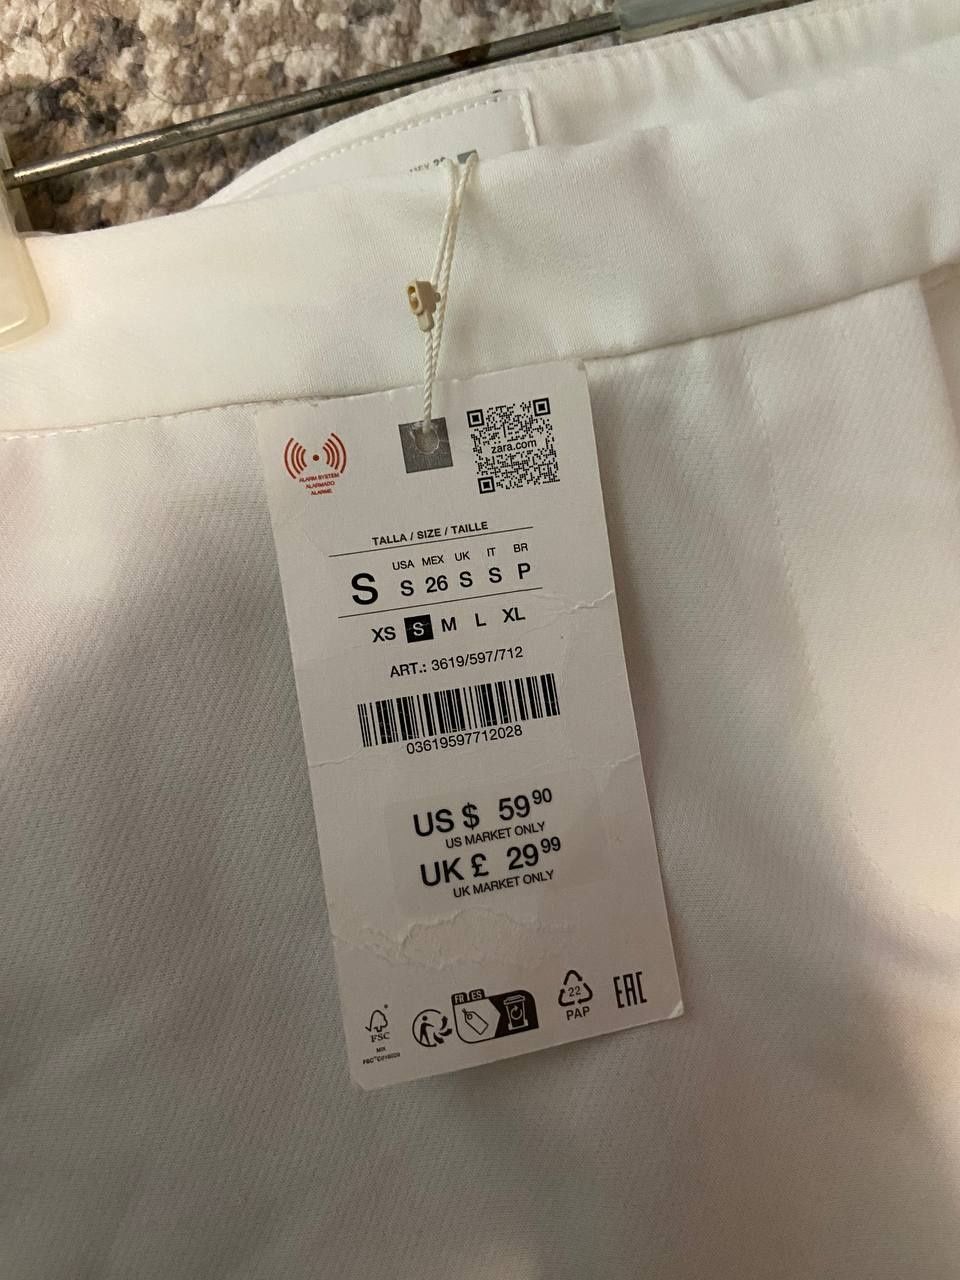 ALARM SYSTEM
ALARMADO
ALARME
zara.com
TALLA / SIZE / TAILLE
USA MEX UK IT BR
S S 26 S S P
XS S M L XL
ART.: 3619/597/712
03619597712028
US $ 59 90
US MARKET ONLY
UK £ 29 99
UK MARKET ONLY
FR ES
22
PAP
EAC
FSC
MIX